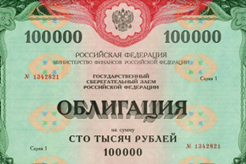 100000 100000
РОССИЙСКАЯ ФЕДЕРАЦИЯ
МИНИСТЕРСТВО ФИНАНСОВ РОССИЙСКОЙ ФЕДЕРАЦИИ
№ 1342821 ГОСУДАРСТВЕННЫЙ Серия 1
СБЕРЕГАТЕЛЬНЫЙ ЗАЕМ
РОССИЙСКОЙ ФЕДЕРАЦИИ
ОБЛИГАЦИЯ
на сумму
Серия 1 СТО ТЫСЯЧ РУБЛЕЙ № 1342821
100000